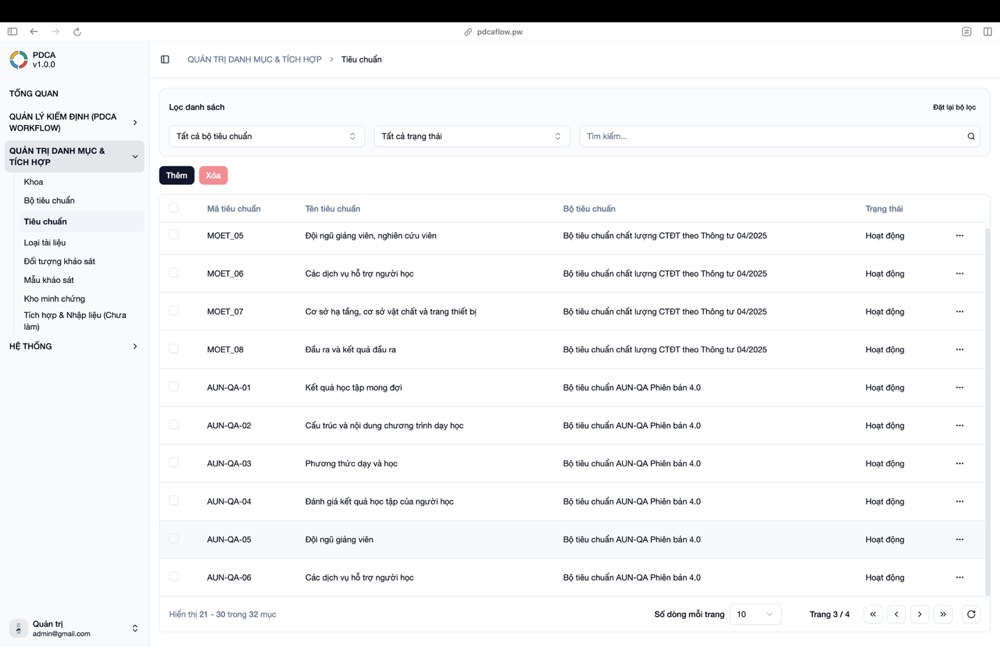 pdcaflow.pw
PDCA
v1.0.0
TỔNG QUAN
QUẢN LÝ KIỂM ĐỊNH (PDCA
WORKFLOW)
QUẢN TRỊ DANH MỤC &
TÍCH HỢP
Khoa
Bộ tiêu chuẩn
Tiêu chuẩn
Loại tài liệu
Đối tượng khảo sát
Mẫu khảo sát
Kho minh chứng
Tích hợp & Nhập liệu (Chưa
làm)
HỆ THỐNG
Quản trị
admin@gmail.com
QUẢN TRỊ DANH MỤC & TÍCH HỢP > Tiêu chuẩn
Lọc danh sách Đặt lại bộ lọc
Tất cả bộ tiêu chuẩn Tất cả trạng thái Tìm kiếm...
Thêm Xóa
Mã tiêu chuẩn Tên tiêu chuẩn Bộ tiêu chuẩn Trạng thái
MOET_05 Đội ngũ giảng viên, nghiên cứu viên Bộ tiêu chuẩn chất lượng CTĐT theo Thông tư 04/2025 Hoạt động
MOET_06 Các dịch vụ hỗ trợ người học Bộ tiêu chuẩn chất lượng CTĐT theo Thông tư 04/2025 Hoạt động
MOET_07 Cơ sở hạ tầng, cơ sở vật chất và trang thiết bị Bộ tiêu chuẩn chất lượng CTĐT theo Thông tư 04/2025 Hoạt động
MOET_08 Đầu ra và kết quả đầu ra Bộ tiêu chuẩn chất lượng CTĐT theo Thông tư 04/2025 Hoạt động
AUN-QA-01 Kết quả học tập mong đợi Bộ tiêu chuẩn AUN-QA Phiên bản 4.0 Hoạt động
AUN-QA-02 Cấu trúc và nội dung chương trình dạy học Bộ tiêu chuẩn AUN-QA Phiên bản 4.0 Hoạt động
AUN-QA-03 Phương thức dạy và học Bộ tiêu chuẩn AUN-QA Phiên bản 4.0 Hoạt động
AUN-QA-04 Đánh giá kết quả học tập của người học Bộ tiêu chuẩn AUN-QA Phiên bản 4.0 Hoạt động
AUN-QA-05 Đội ngũ giảng viên Bộ tiêu chuẩn AUN-QA Phiên bản 4.0 Hoạt động
AUN-QA-06 Các dịch vụ hỗ trợ người học Bộ tiêu chuẩn AUN-QA Phiên bản 4.0 Hoạt động
Hiển thị 21 - 30 trong 32 mục Số dòng mỗi trang 10 Trang 3 / 4